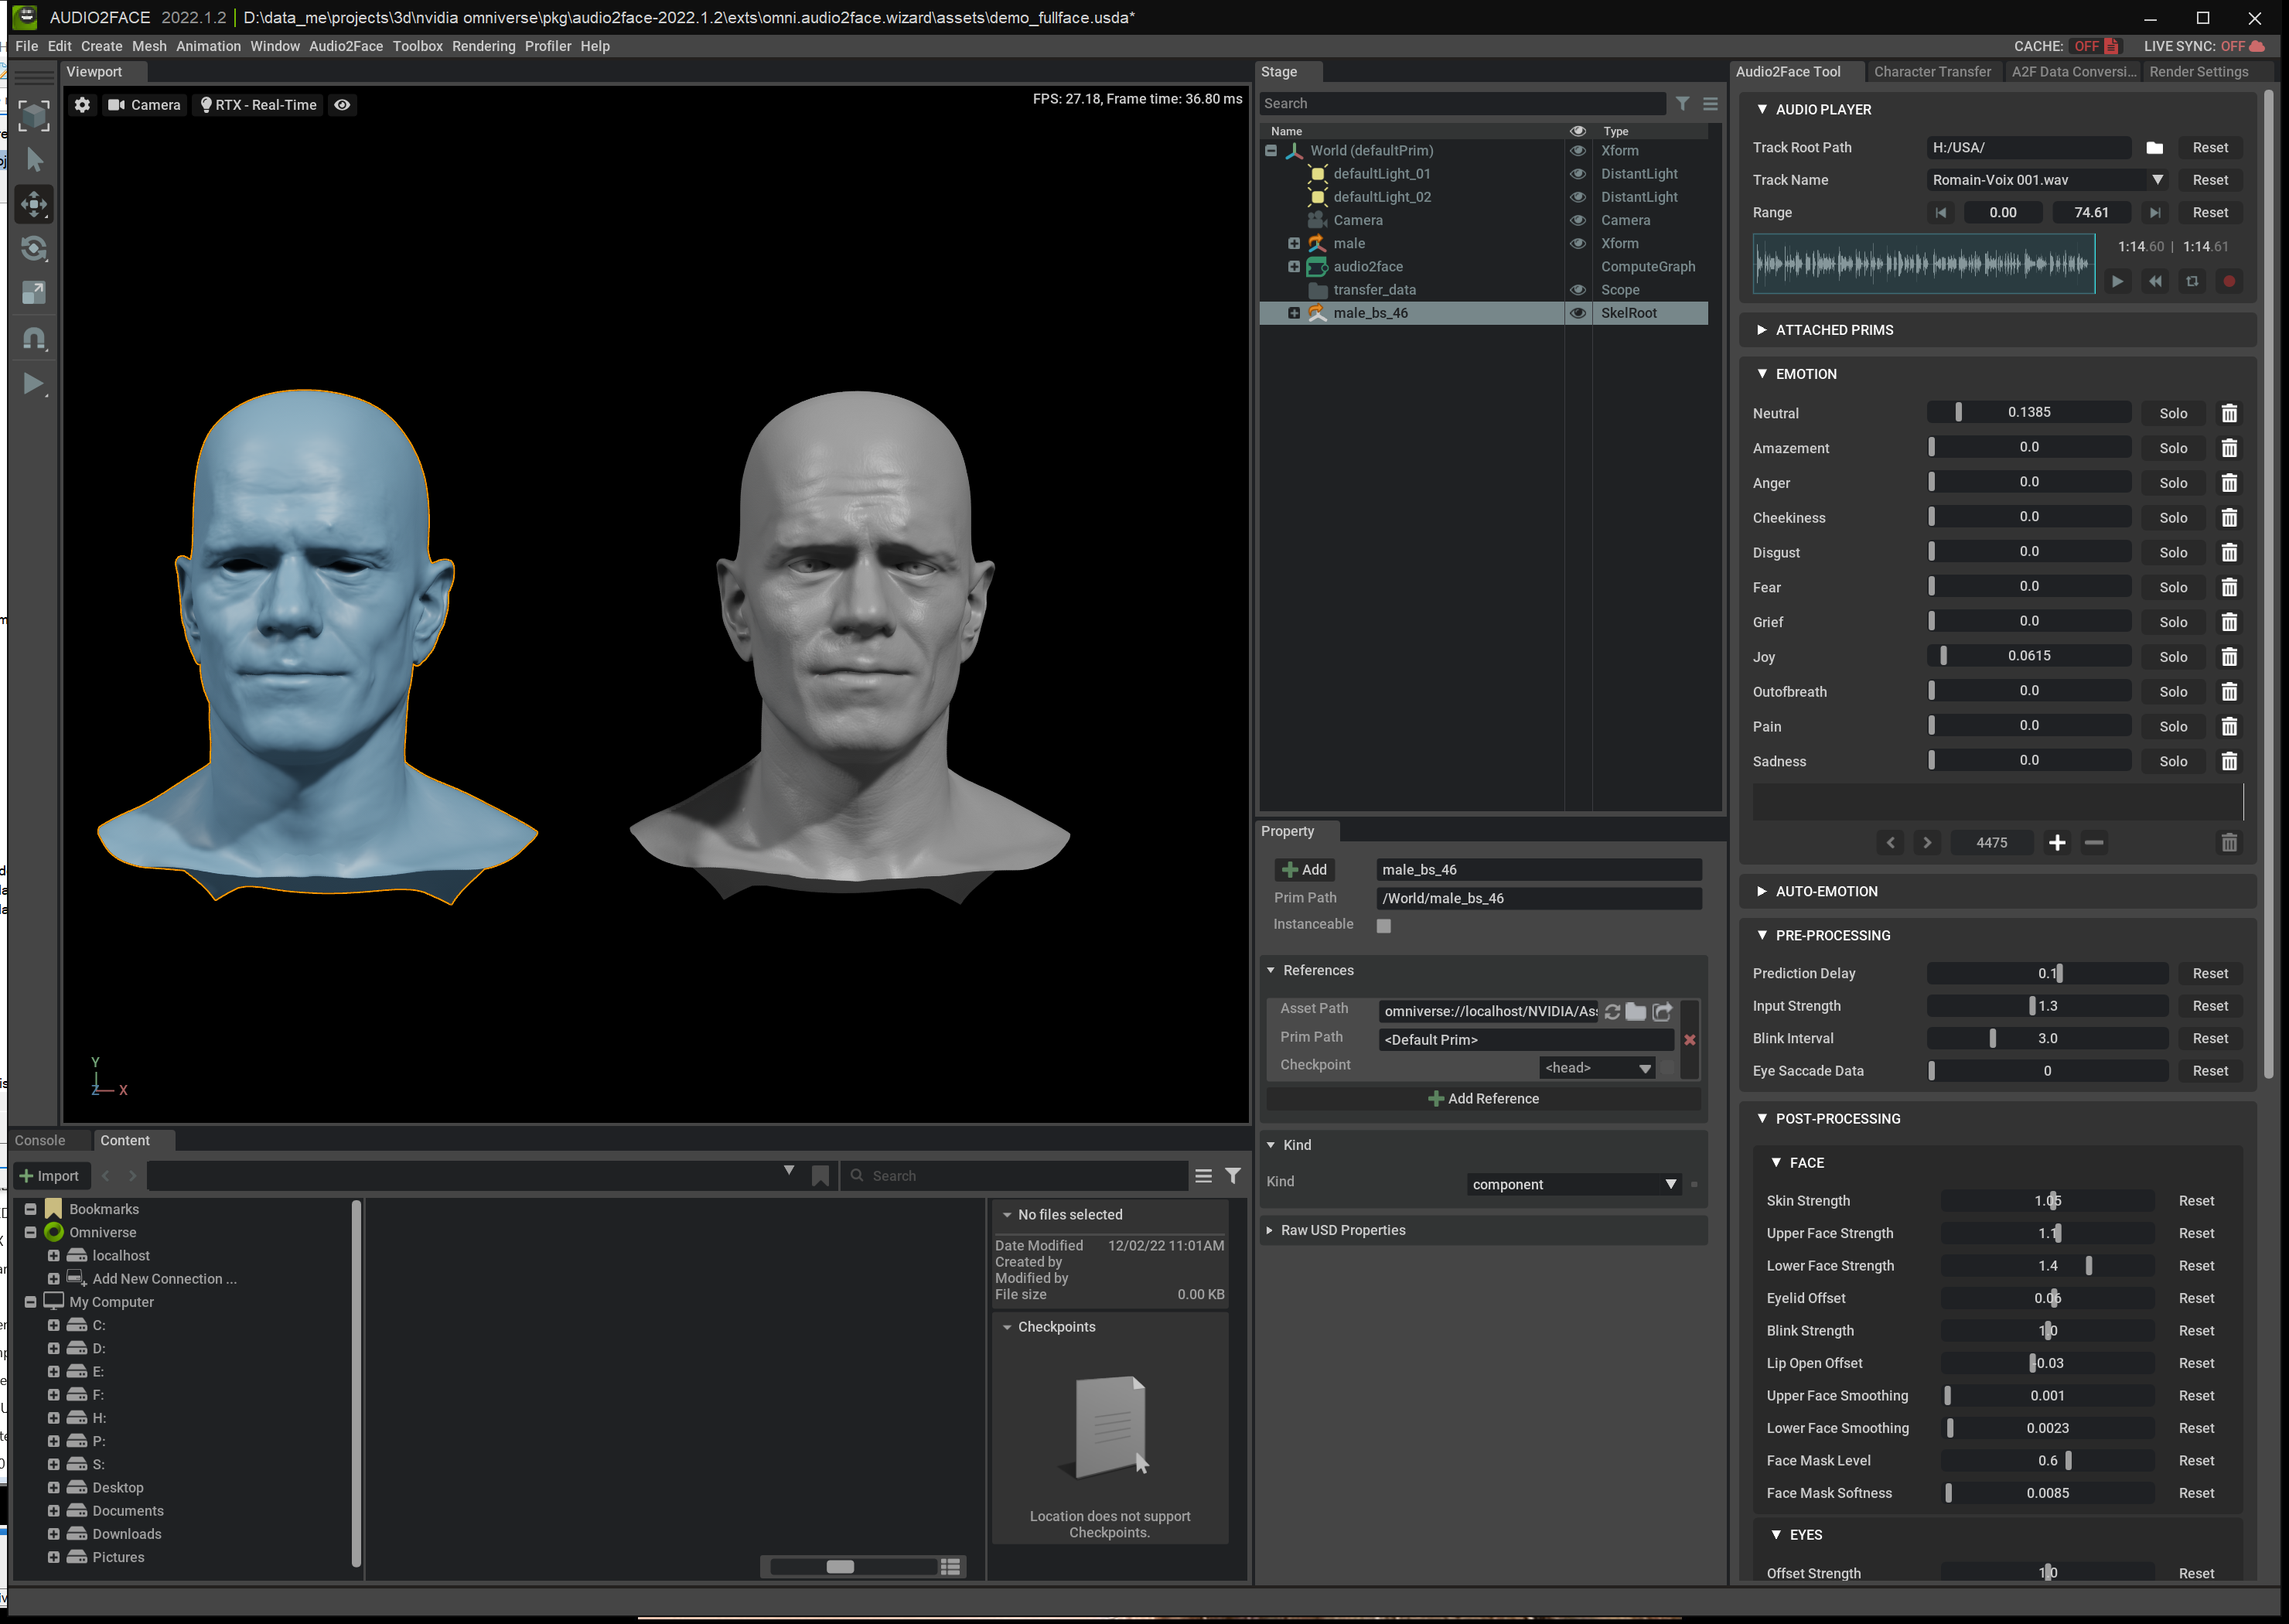 AUDIO2FACE 2022.1.2 | D:\data_me\projects\3d\nvidia omniverse\pkg\audio2face-2022.1.2\exts\omni.audio2face.wizard\assets\demo_fullface.usda*
File Edit Create Mesh Animation Window Audio2Face Toolbox Rendering Profiler Help
CACHE: OFF LIVE SYNC: OFF
Viewport
Camera RTX - Real-Time
FPS: 27.18, Frame time: 36.80 ms
Y
Z X
Stage
Search
Name Type
World (defaultPrim) Xform
defaultLight_01 DistantLight
defaultLight_02 DistantLight
Camera Camera
male Xform
audio2face ComputeGraph
transfer_data Scope
male_bs_46 SkelRoot
Property
Add male_bs_46
Prim Path /World/male_bs_46
Instanceable
References
Asset Path omniverse://localhost/NVIDIA/As
Prim Path <Default Prim>
Checkpoint <head>
Add Reference
Kind
Kind component
Raw USD Properties
Audio2Face Tool Character Transfer A2F Data Conversi... Render Settings
AUDIO PLAYER
Track Root Path H:/USA/ Reset
Track Name Romain-Voix 001.wav Reset
Range 0.00 74.61 Reset
1:14.60 | 1:14.61
ATTACHED PRIMS
EMOTION
Neutral 0.1385 Solo
Amazement 0.0 Solo
Anger 0.0 Solo
Cheekiness 0.0 Solo
Disgust 0.0 Solo
Fear 0.0 Solo
Grief 0.0 Solo
Joy 0.0615 Solo
Outofbreath 0.0 Solo
Pain 0.0 Solo
Sadness 0.0 Solo
4475
AUTO-EMOTION
PRE-PROCESSING
Prediction Delay 0.1 Reset
Input Strength 1.3 Reset
Blink Interval 3.0 Reset
Eye Saccade Data 0 Reset
POST-PROCESSING
FACE
Skin Strength 1.05 Reset
Upper Face Strength 1.1 Reset
Lower Face Strength 1.4 Reset
Eyelid Offset 0.06 Reset
Blink Strength 1.0 Reset
Lip Open Offset -0.03 Reset
Upper Face Smoothing 0.001 Reset
Lower Face Smoothing 0.0023 Reset
Face Mask Level 0.6 Reset
Face Mask Softness 0.0085 Reset
EYES
Offset Strength 1.0 Reset
Console Content
Import Search
Bookmarks
Omniverse
localhost
Add New Connection ...
My Computer
C:
D:
E:
F:
H:
P:
S:
Desktop
Documents
Downloads
Pictures
No files selected
Date Modified 12/02/22 11:01AM
Created by
Modified by
File size 0.00 KB
Checkpoints
Location does not support
Checkpoints.